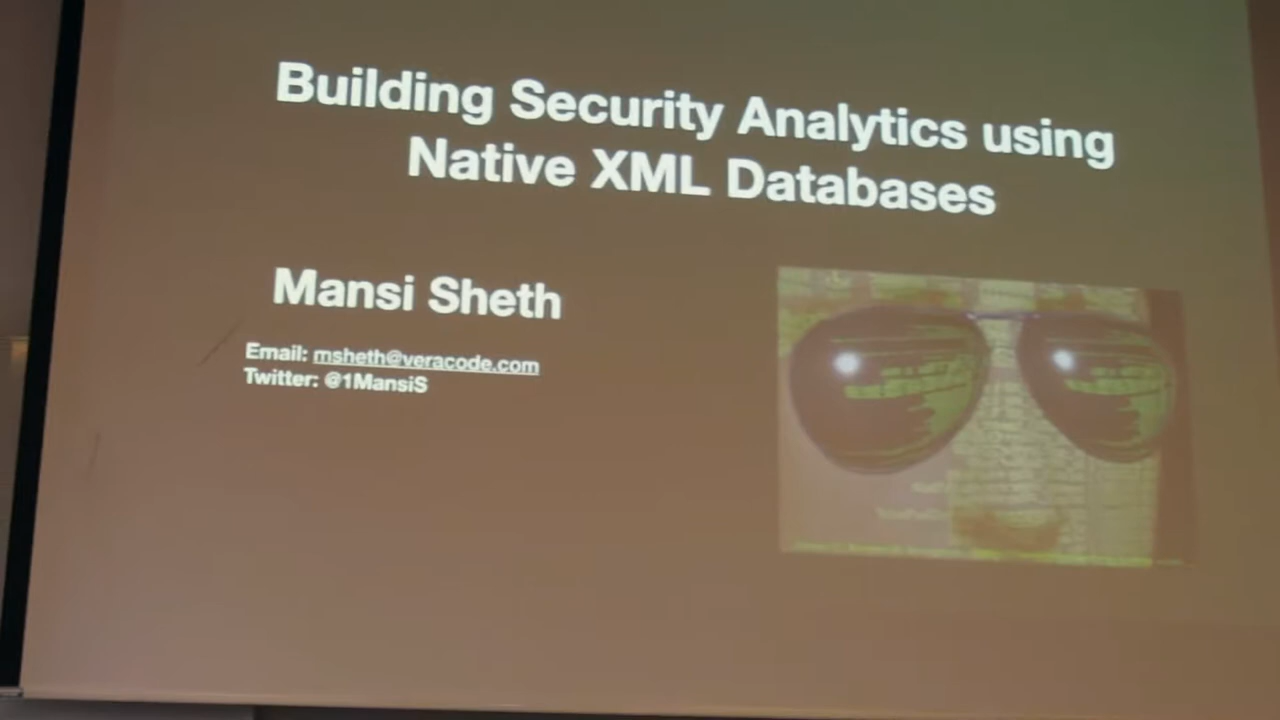 Building Security Analytics using
Native XML Databases
Mansi Sheth
Email: msheth@veracode.com
Twitter: @1MansiS